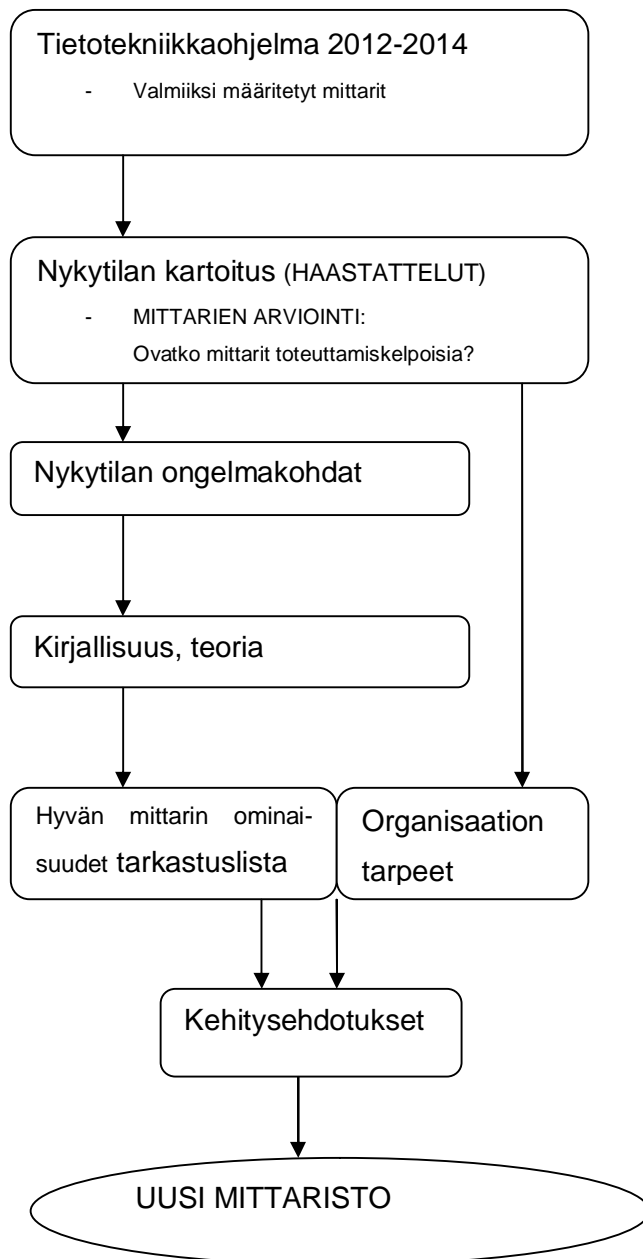 Tietotekniikkaohjelma 2012-2014
- Valmiiksi määritetyt mittarit
Nykytilan kartoitus (HAASTATTELUT)
- MITTARIEN ARVIOINTI:
Ovatko mittarit toteuttamiskelpoisia?
Nykytilan ongelmakohdat
Kirjallisuus, teoria
Hyvän mittarin ominai-
suudet tarkastuslista
Organisaation
tarpeet
Kehitysehdotukset
UUSI MITTARISTO